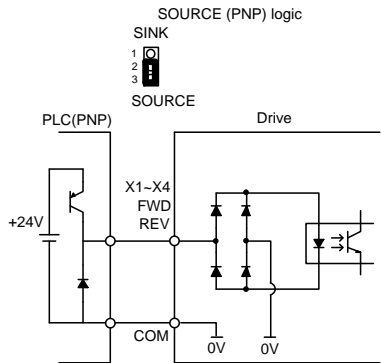 SOURCE (PNP) logic
SINK
1
2
3
SOURCE
PLC(PNP)
Drive
X1~X4
FWD
REV
+24V
COM
0V
0V